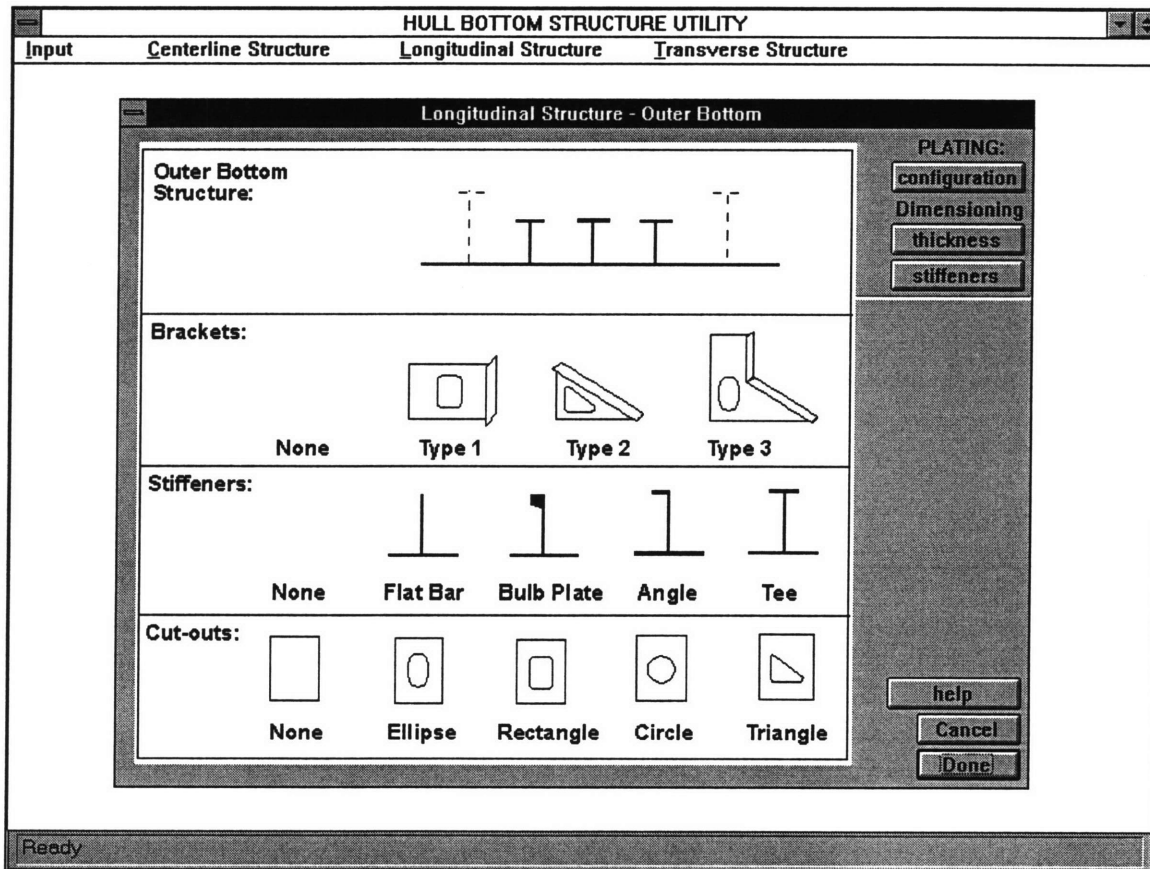 HULL BOTTOM STRUCTURE UTILITY
Input Centerline Structure Longitudinal Structure Transverse Structure
Longitudinal Structure - Outer Bottom
Outer Bottom
Structure:
PLATING:
configuration
Dimensioning
thickness
stiffeners
Brackets:
None Type 1 Type 2 Type 3
Stiffeners:
None Flat Bar Bulb Plate Angle Tee
Cut-outs:
None Ellipse Rectangle Circle Triangle
help
Cancel
Done
Ready